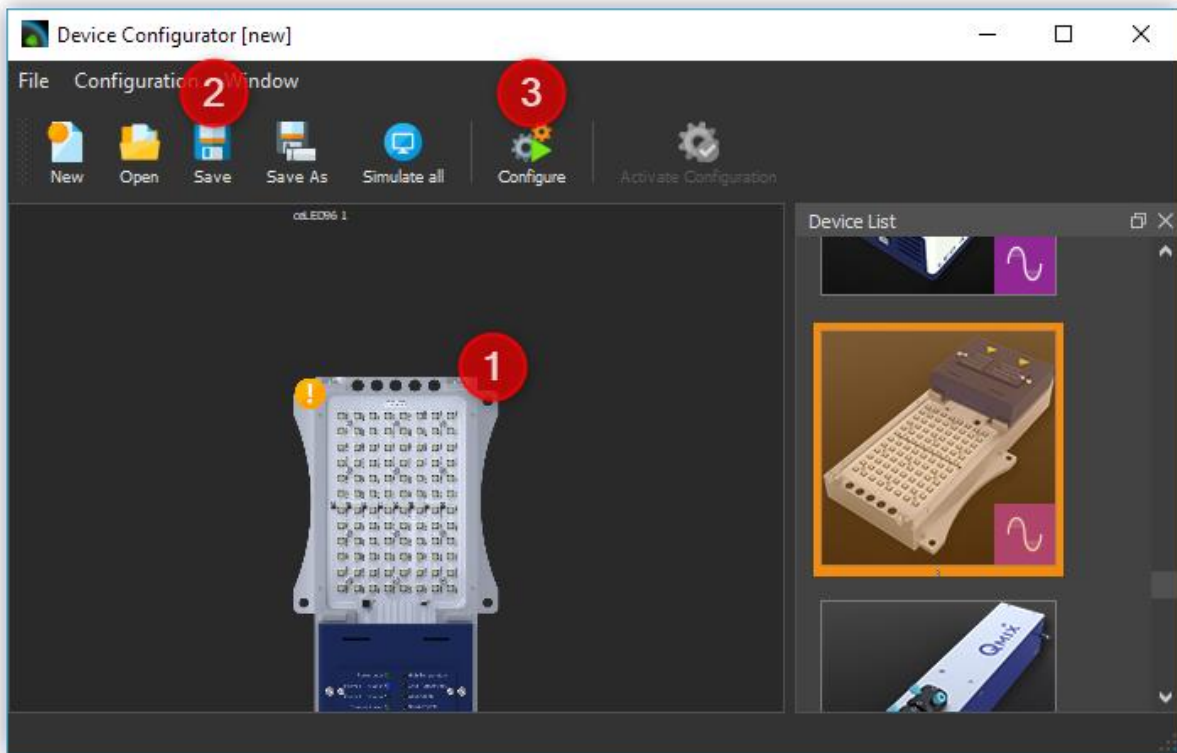 Device Configurator [new]
File Configuration Window
2 3
New Open Save Save As Simulate all Configure Activate Configuration
Device List
1
QMIX